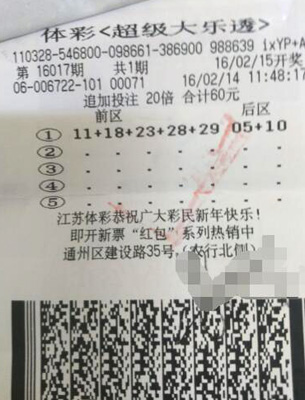 体彩<超级大乐透>
110328-546800-098661-386900 988639 ixYP+A
第 16017期 共1期 16/02/15开奖
06-006722-101 00071 16/02/14 11:48:17
追加投注 20倍 合计60元
前区 后区
① 11+18+23+28+29 05+10
② - - - - - - -
③ - - - - - - -
④ - - - - - - -
⑤ - - - - - - -
江苏体彩恭祝广大彩民新年快乐!
即开新票“红包”系列热销中
通州区建设路35号,(农行北侧)